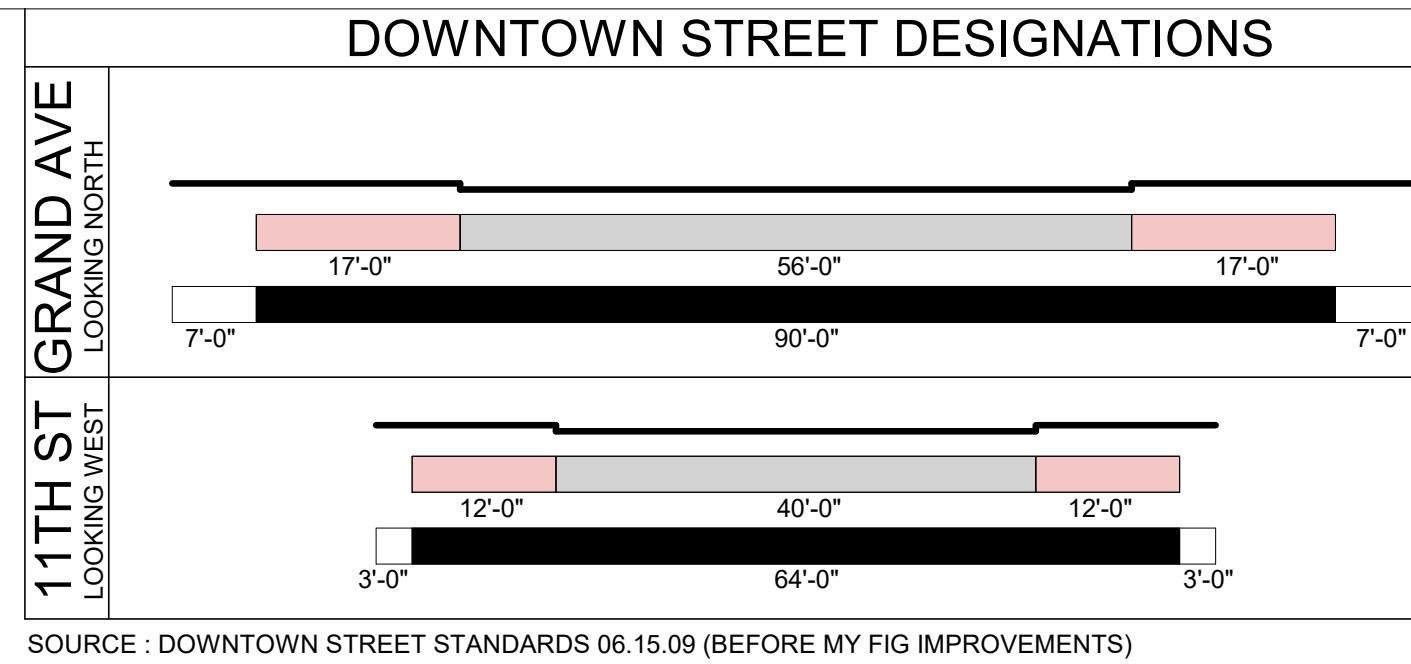 DOWNTOWN STREET DESIGNATIONS
GRAND AVE
LOOKING NORTH
17'-0" 56'-0" 17'-0"
7'-0" 90'-0" 7'-0"
11TH ST
LOOKING WEST
12'-0" 40'-0" 12'-0"
3'-0" 64'-0" 3'-0"
SOURCE : DOWNTOWN STREET STANDARDS 06.15.09 (BEFORE MY FIG IMPROVEMENTS)